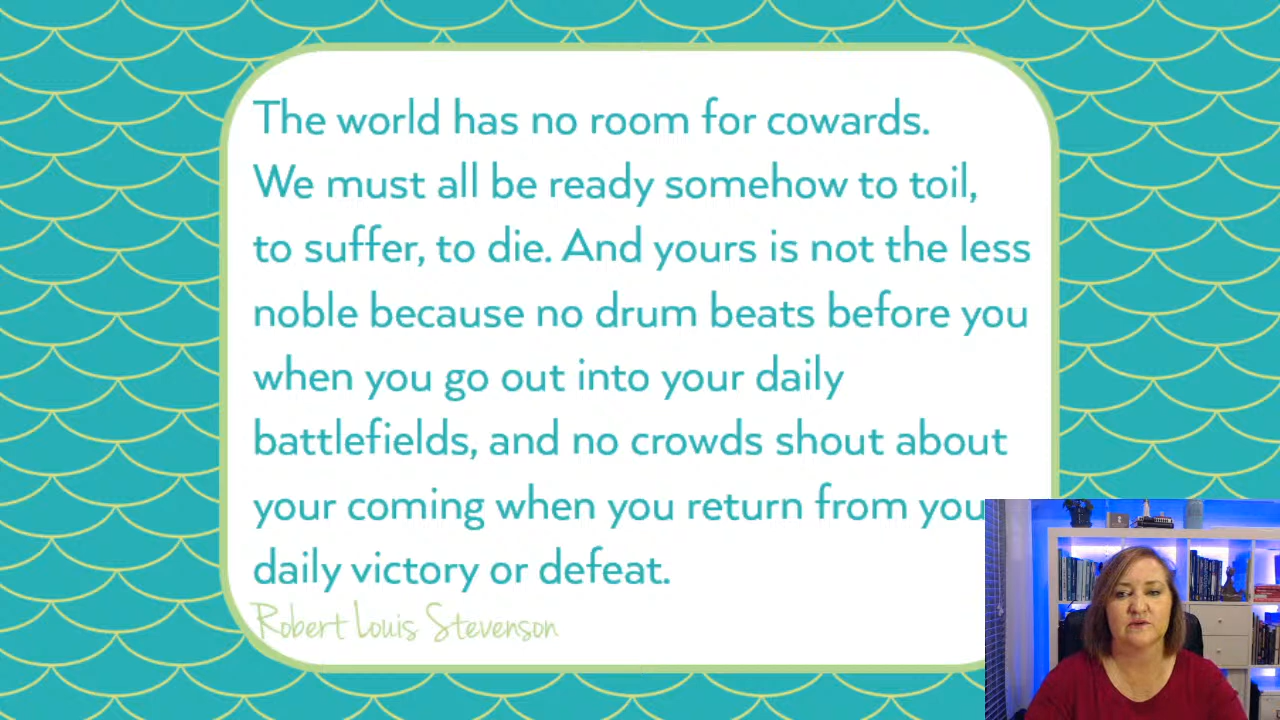 The world has no room for cowards.
We must all be ready somehow to toil,
to suffer, to die. And yours is not the less
noble because no drum beats before you
when you go out into your daily
battlefields, and no crowds shout about
your coming when you return from you
daily victory or defeat.
Robert Louis Stevenson